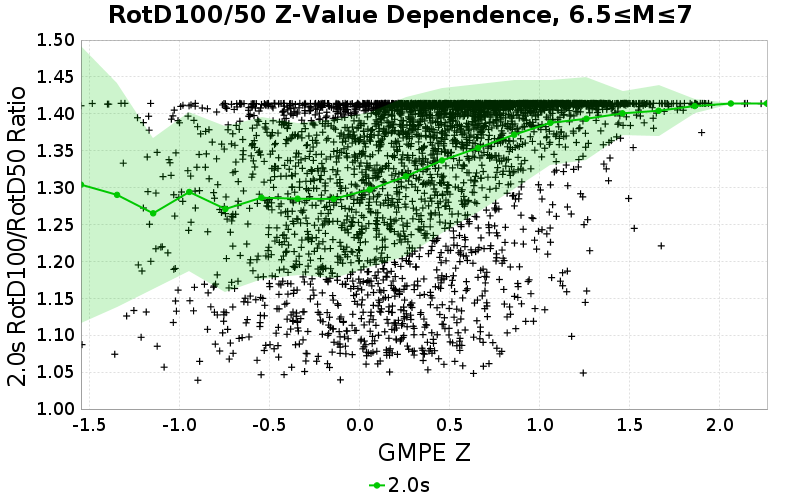 RotD100/50 Z-Value Dependence, 6.5≤M≤7
2.0s RotD100/RotD50 Ratio
1.50
1.45
1.40
1.35
1.30
1.25
1.20
1.15
1.10
1.05
1.00
-1.5 -1.0 -0.5 0.0 0.5 1.0 1.5 2.0
GMPE Z
2.0s